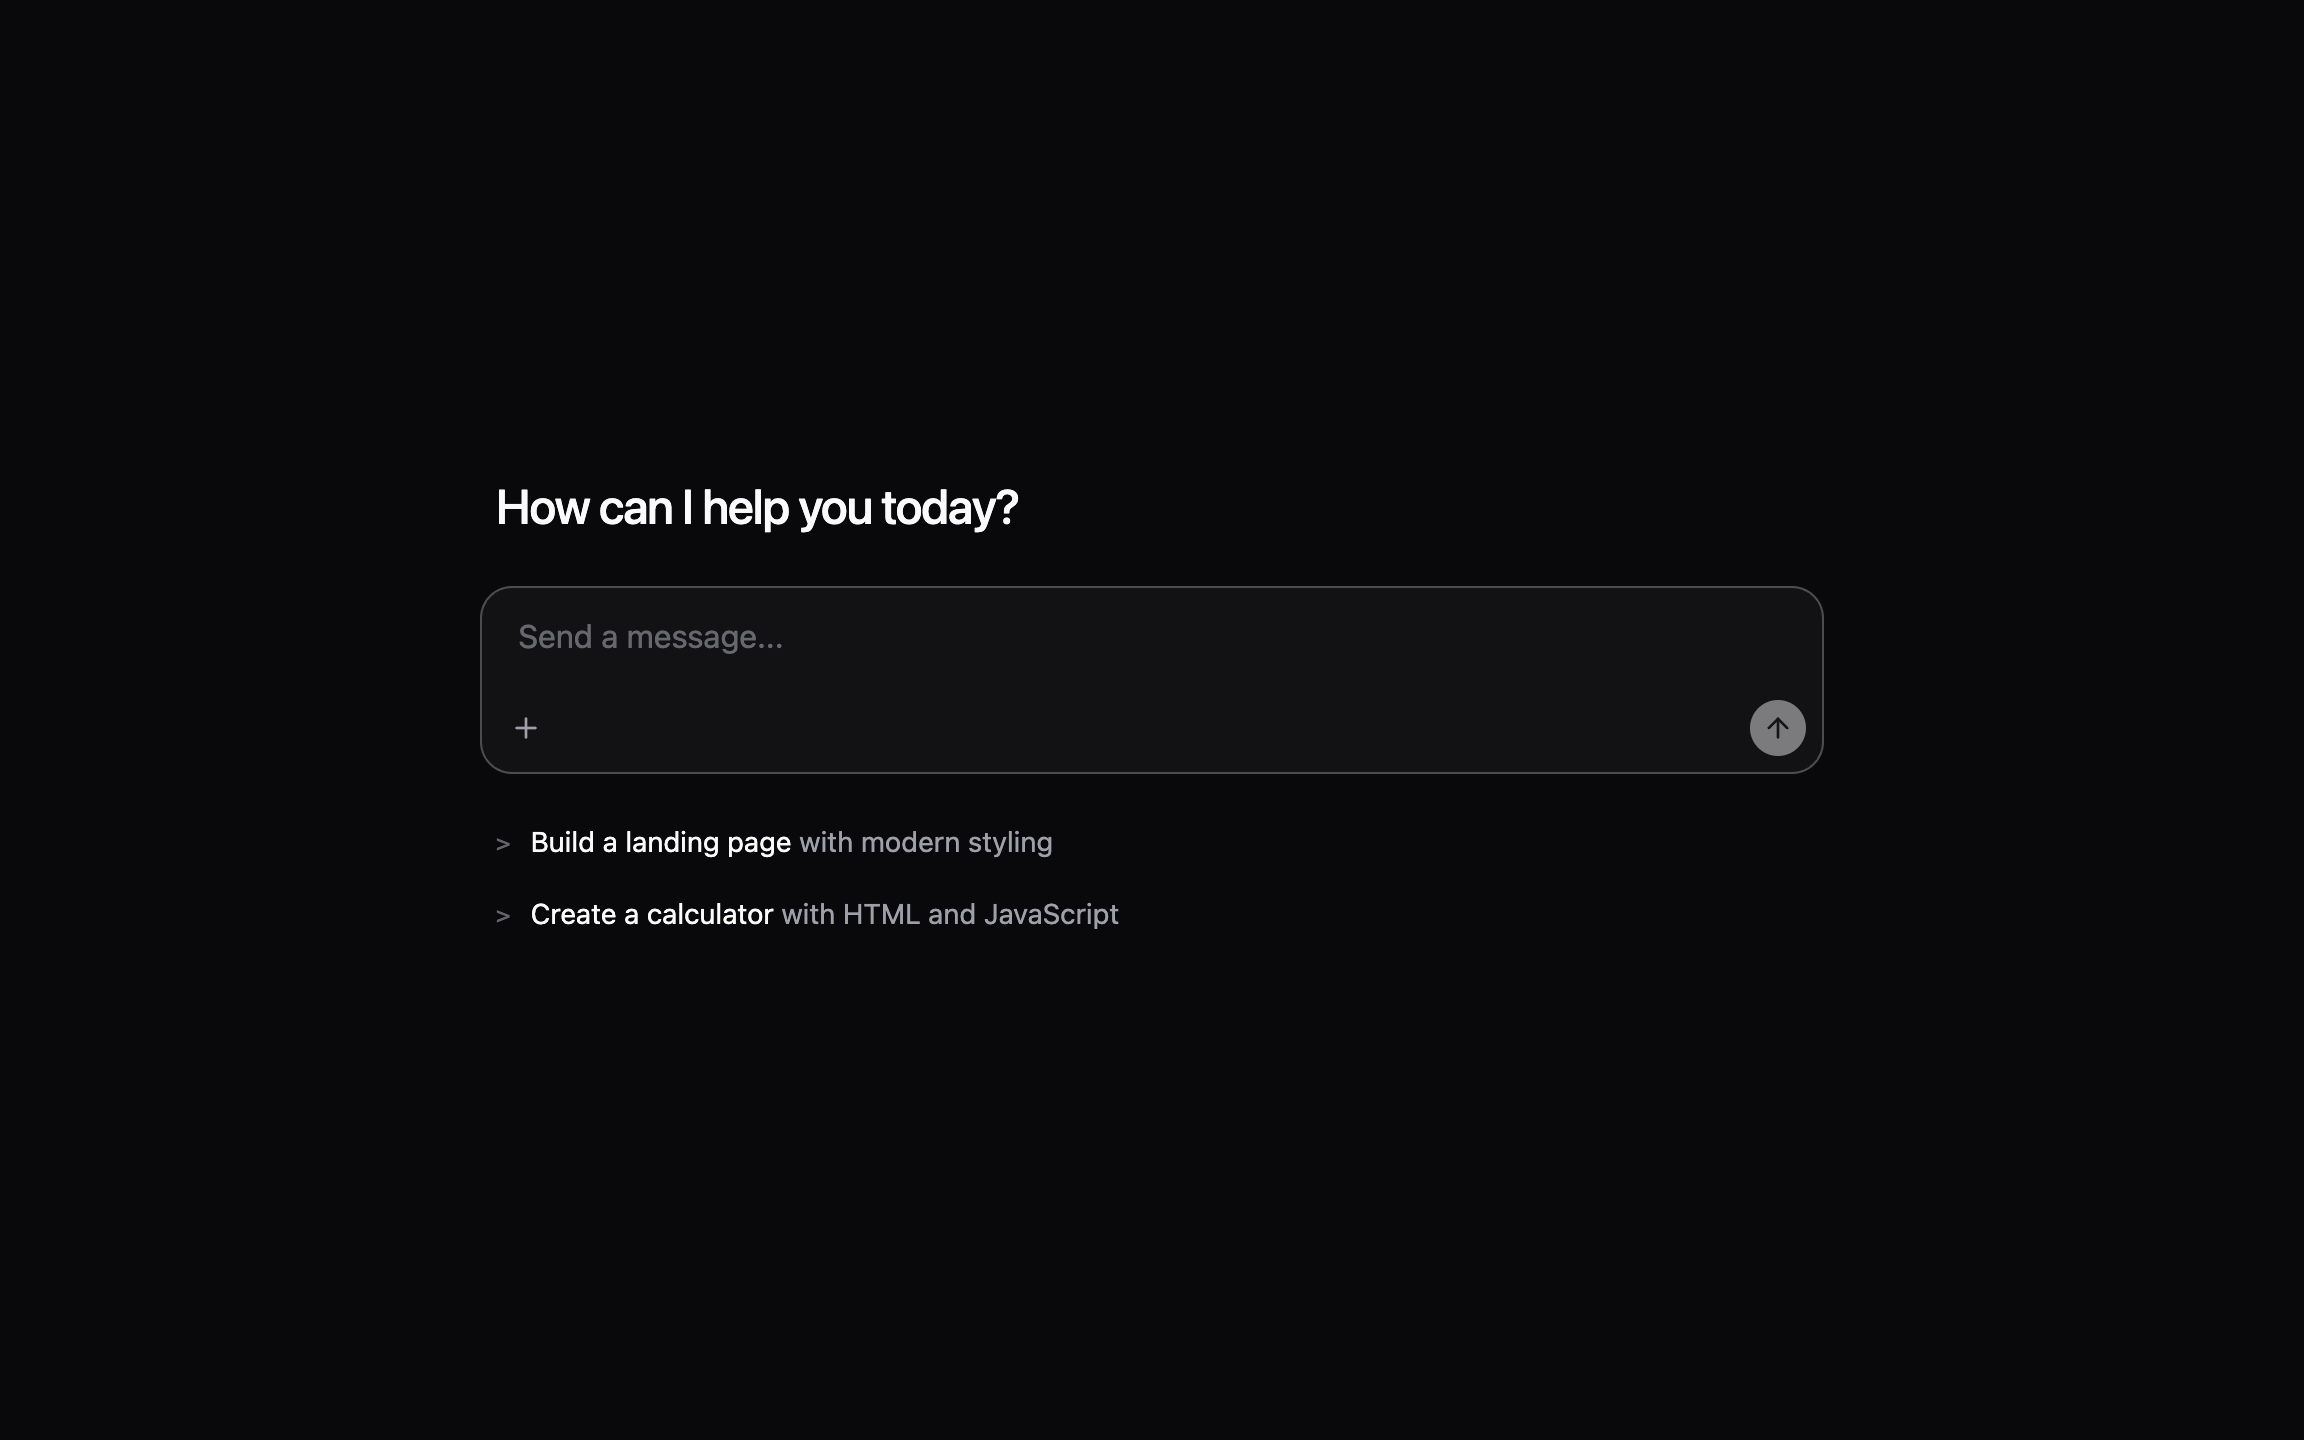 How can I help you today?
Send a message...
> Build a landing page with modern styling
> Create a calculator with HTML and JavaScript